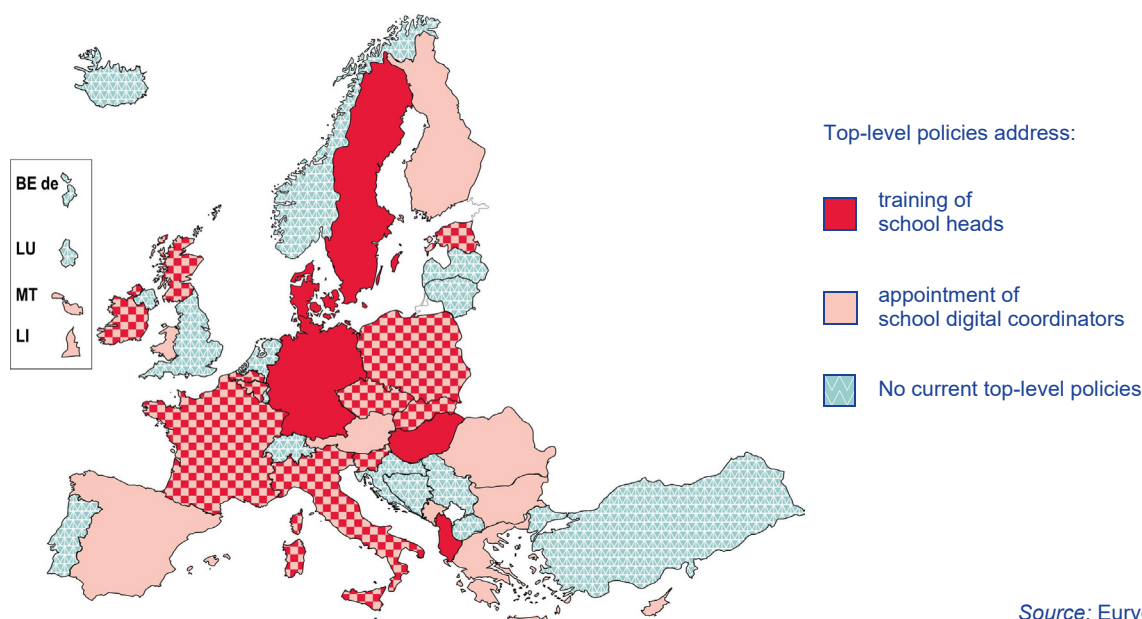 Top-level policies address:
BE de
training of
school heads
LU
MT
appointment of
school digital coordinators
LI
No current top-level policies
Source: